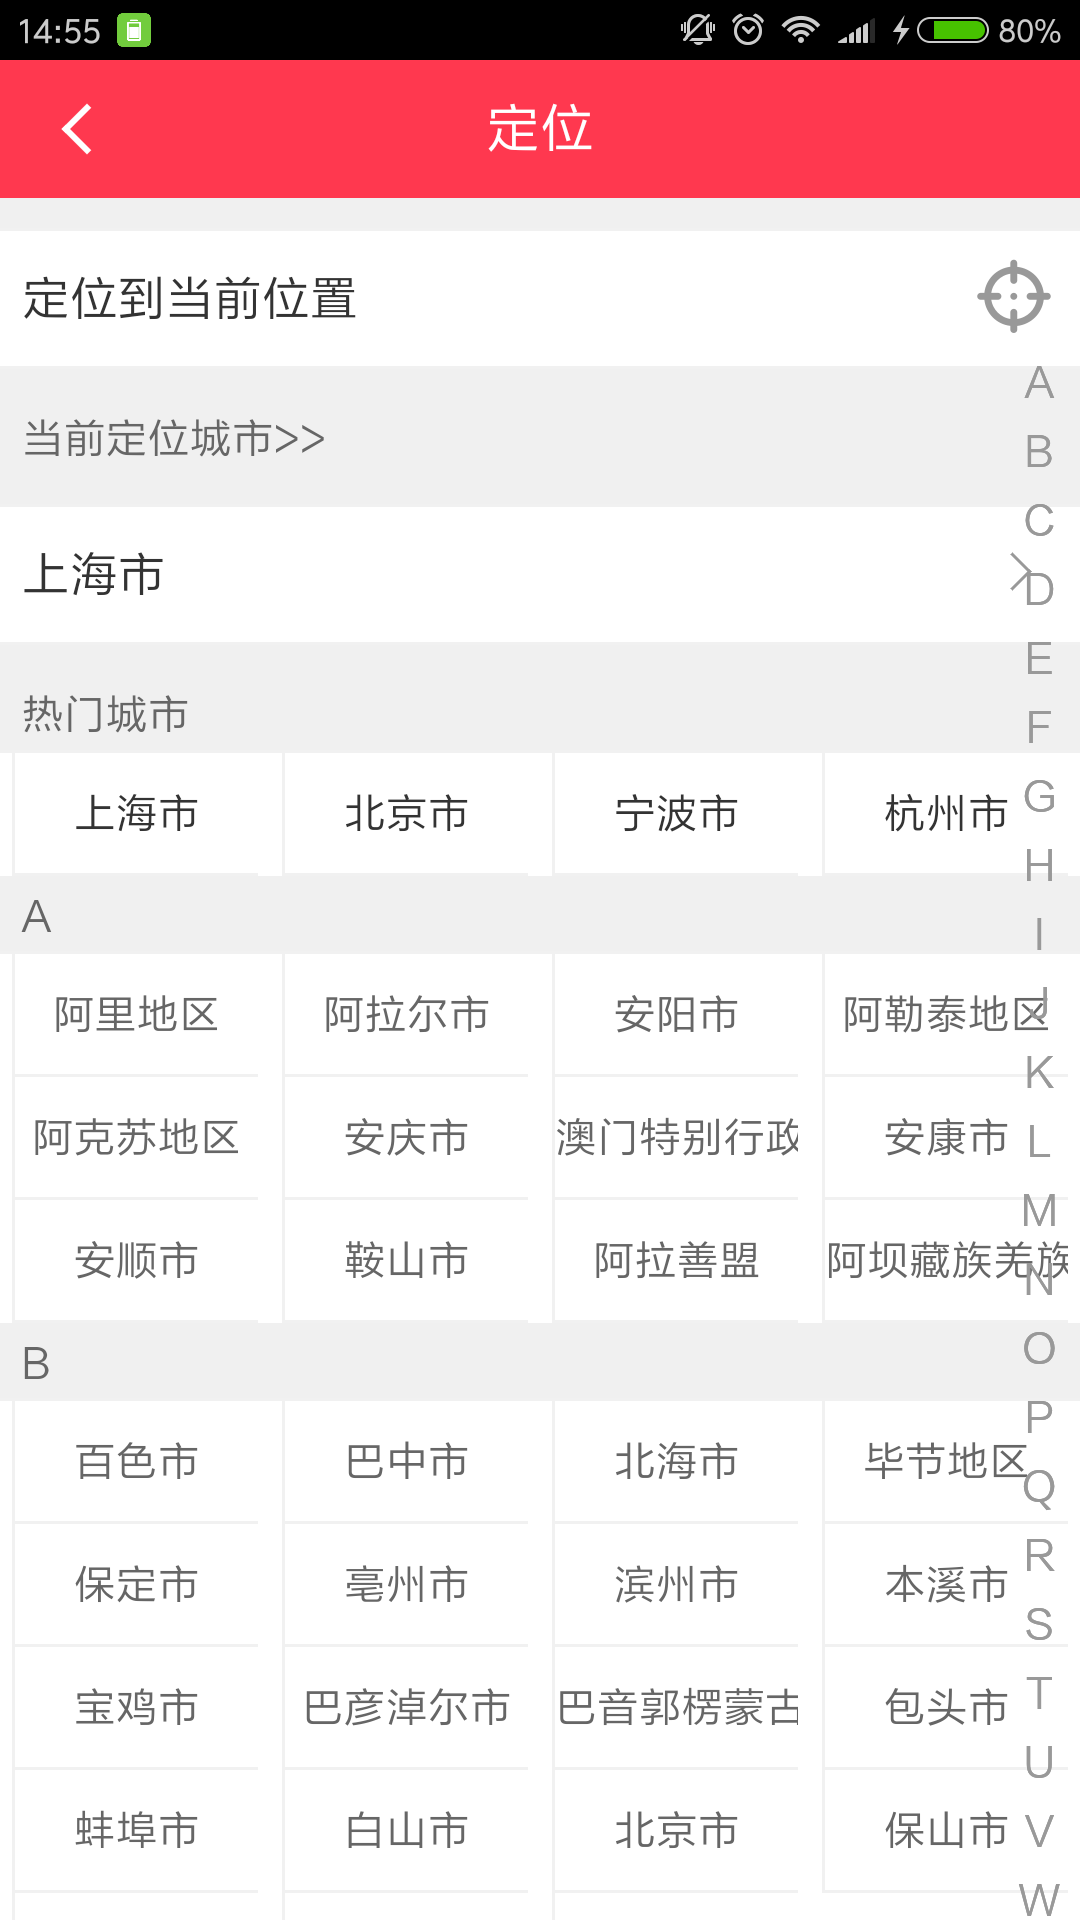 14:55 80%
定位
定位到当前位置
当前定位城市>>
上海市
热门城市
上海市 北京市 宁波市 杭州市
A
阿里地区 阿拉尔市 安阳市 阿勒泰地区
阿克苏地区 安庆市 澳门特别行政 安康市
安顺市 鞍山市 阿拉善盟 阿坝藏族羌族
B
百色市 巴中市 北海市 毕节地区
保定市 亳州市 滨州市 本溪市
宝鸡市 巴彦淖尔市 巴音郭楞蒙古 包头市
蚌埠市 白山市 北京市 保山市
A
B
C
D
E
F
G
H
I
J
K
L
M
N
O
P
Q
R
S
T
U
V
W